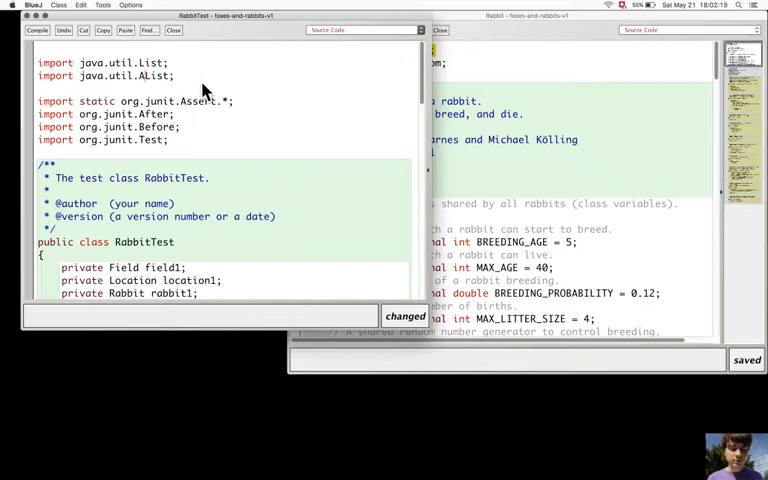 BlueJ Class Edit Tools Options 55% Sat May 21 18:02:18
RabbitTest - foxes-and-rabbits-v1
Compile Undo Cut Copy Paste Find... Close Source Code
import java.util.List;
import java.util.AList;
import static org.junit.Assert.*;
import org.junit.After;
import org.junit.Before;
import org.junit.Test;
/**
* The test class RabbitTest.
*
* @author (your name)
* @version (a version number or a date)
*/
public class RabbitTest
{
private Field field1;
private Location location1;
private Rabbit rabbit1;
changed
Rabbit - foxes-and-rabbits-v1
Close Source Code
om;
a rabbit.
breed, and die.
arnes and Michael Kölling
s shared by all rabbits (class variables).
h a rabbit can start to breed.
nal int BREEDING_AGE = 5;
h a rabbit can live.
nal int MAX_AGE = 40;
of a rabbit breeding.
nal double BREEDING_PROBABILITY = 0.12;
number of births.
nal int MAX_LITTER_SIZE = 4;
// A shared random number generator to control breeding.
saved